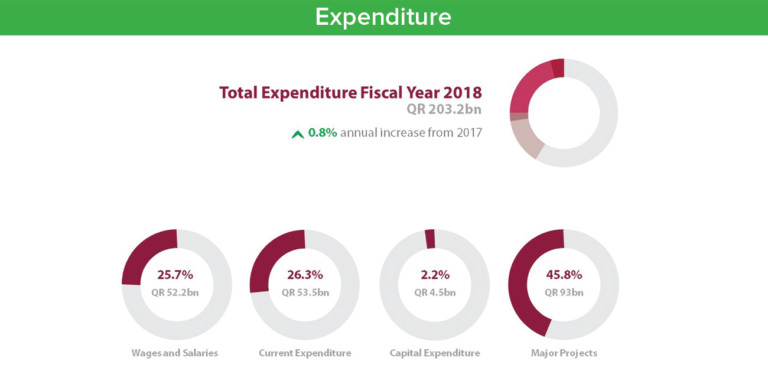 Expenditure
Total Expenditure Fiscal Year 2018
QR 203.2bn
0.8% annual increase from 2017
25.7%
QR 52.2bn
Wages and Salaries
26.3%
QR 53.5bn
Current Expenditure
2.2%
QR 4.5bn
Capital Expenditure
45.8%
QR 93bn
Major Projects